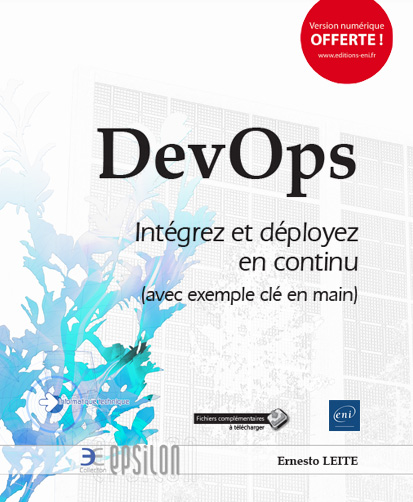 Version numérique
OFFERTE !
www.editions-eni.fr
DevOps
Intégrez et déployez
en continu
(avec exemple clé en main)
informatique technique
Fichiers complémentaires
à télécharger
eni
Collection
epsilon
Ernesto LEITE